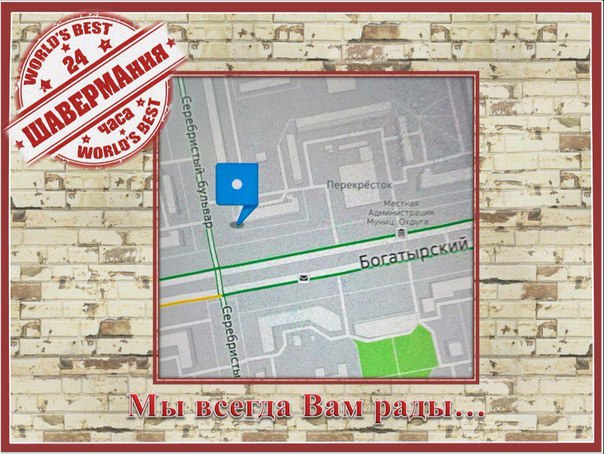 WORLD'S BEST
24
ШАВЕРМАНИЯ
часа
WORLD'S BEST
Серебристый бульвар
Перекрёсток
Местная
Администрация
Муниц. Округа...
Богатырский
Серебристы
Мы всегда Вам рады...